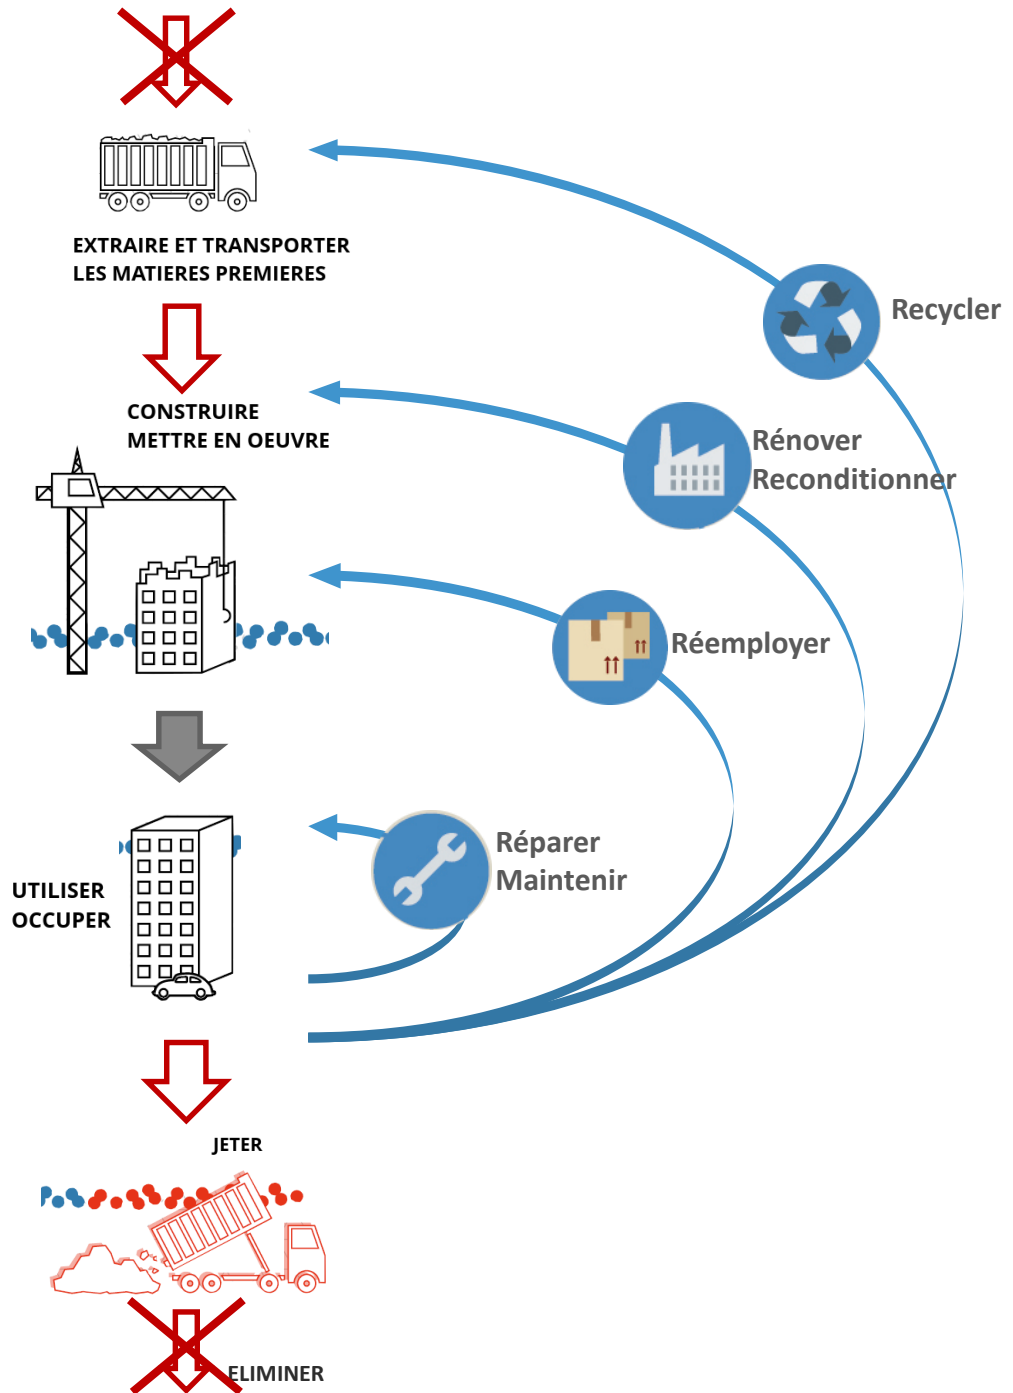 EXTRAIRE ET TRANSPORTER
LES MATIERES PREMIERES
Recycler
CONSTRUIRE
METTRE EN OEUVRE
Rénover
Reconditionner
Réemployer
Réparer
Maintenir
UTILISER
OCCUPER
JETER
ELIMINER